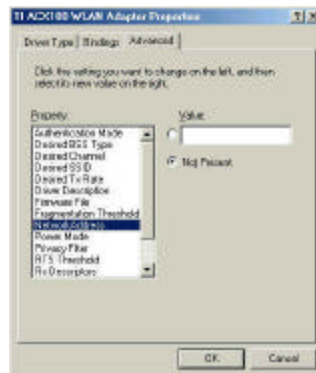 TI ACX100 WLAN Adapter Properties
Driver Type Bindings Advanced
Click the setting you want to change on the left, and then
select its new value on the right.
Property:
Value:
Authentication Mode
Desired BSS Type
Desired Channel
Desired SSID
Desired Tx Rate
Driver Description
Firmware File
Fragmentation Threshold
NetworkAddress
Power Mode
Privacy Filter
RTS Threshold
Rx Descriptors
Not Present
OK Cancel